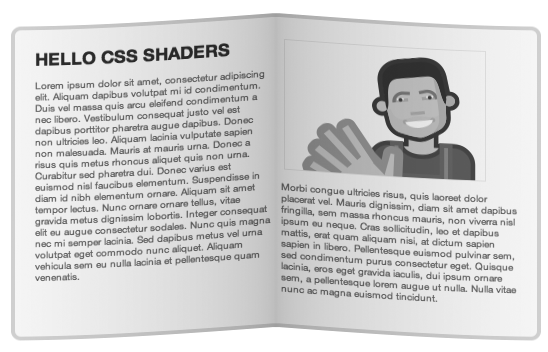 HELLO CSS SHADERS
Lorem ipsum dolor sit amet, consectetur adipiscing
elit. Aliquam dapibus volutpat mi id condimentum.
Duis vel massa quis arcu eleifend condimentum a
nec libero. Vestibulum consequat justo vel est
dapibus porttitor pharetra augue dapibus. Donec
non ultricies leo. Aliquam lacinia vulputate sapien
non malesuada. Mauris at mauris urna. Donec a
risus quis metus rhoncus aliquet quis non urna.
Curabitur sed pharetra dui. Donec varius est
euismod nisl faucibus elementum. Suspendisse in
diam id nibh elementum ornare. Aliquam sit amet
tempor lectus. Nunc ornare ornare tellus, vitae
gravida metus dignissim lobortis. Integer consequat
elit eu augue consectetur sodales. Nunc quis magna
nec mi semper lacinia. Sed dapibus metus vel urna
volutpat eget commodo nunc aliquet. Aliquam
vehicula sem eu nulla lacinia et pellentesque quam
venenatis.
Morbi congue ultricies risus, quis laoreet dolor
placerat vel. Mauris dignissim, diam sit amet dapibus
fringilla, sem massa rhoncus mauris, non viverra nisl
ipsum eu neque. Cras sollicitudin, leo et dapibus
mattis, erat quam aliquam nisi, at dictum sapien
sapien in libero. Pellentesque euismod pulvinar sem,
sed condimentum purus consectetur eget. Quisque
lacinia, eros eget gravida iaculis, dui ipsum ornare
sem, a pellentesque lorem augue ut nulla. Nulla vitae
nunc ac magna euismod tincidunt.